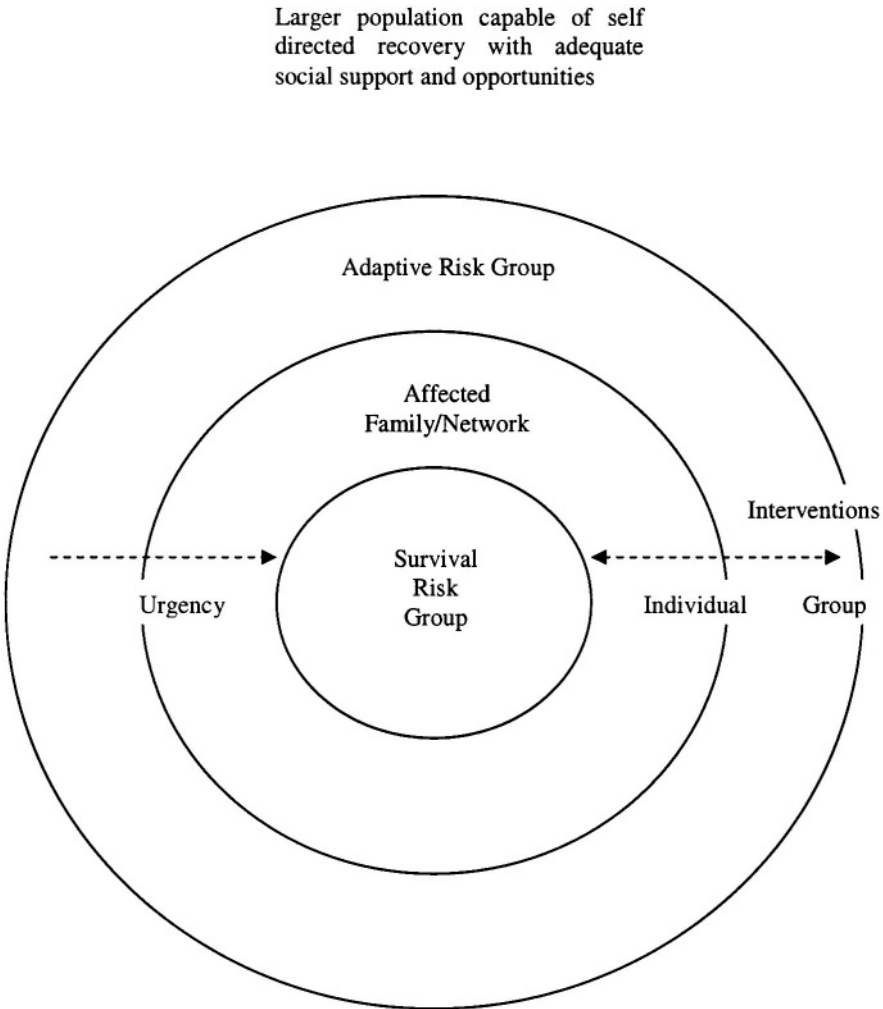 Larger population capable of self
directed recovery with adequate
social support and opportunities
Adaptive Risk Group
Affected
Family/Network
Interventions
Survival
Risk
Group
Urgency
Individual
Group